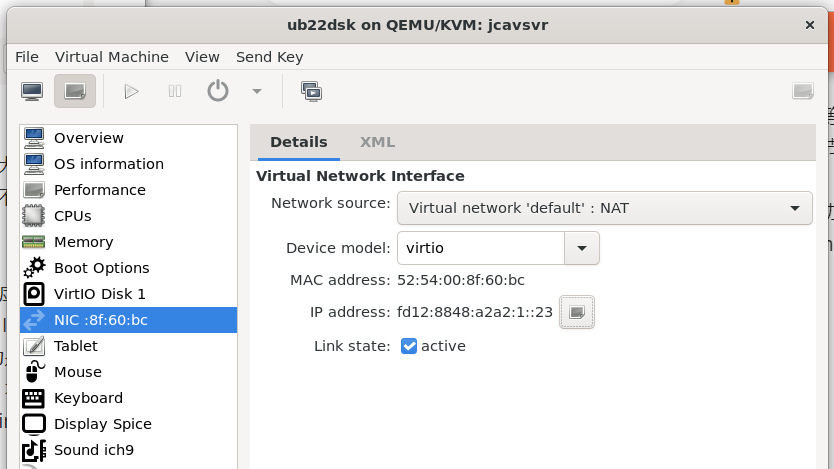 ub22dsk on QEMU/KVM: jcavsvr
File Virtual Machine View Send Key
Overview
OS information
Performance
CPUs
Memory
Boot Options
VirtIO Disk 1
NIC :8f:60:bc
Tablet
Mouse
Keyboard
Display Spice
Sound ich9
Details XML
Virtual Network Interface
Network source: Virtual network 'default' : NAT
Device model: virtio
MAC address: 52:54:00:8f:60:bc
IP address: fd12:8848:a2a2:1::23
Link state: active